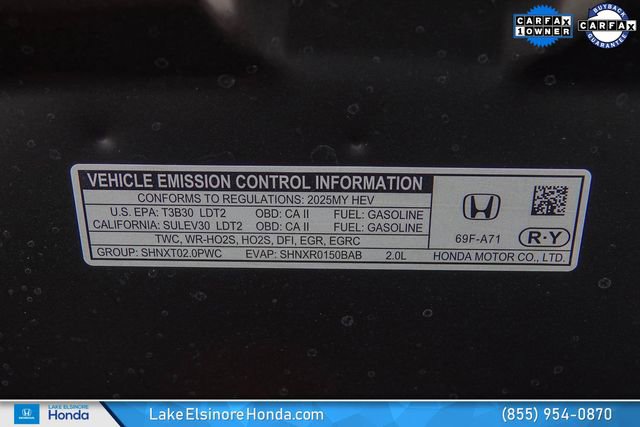 CARFAX
1 OWNER
BUYBACK
CARFAX
GUARANTEE
VEHICLE EMISSION CONTROL INFORMATION
CONFORMS TO REGULATIONS: 2025MY HEV
U.S. EPA: T3B30 LDT2 OBD: CA II FUEL: GASOLINE
CALIFORNIA: SULEV30 LDT2 OBD: CA II FUEL: GASOLINE
TWC, WR-HO2S, HO2S, DFI, EGR, EGRC
GROUP: SHNXT02.0PWC EVAP: SHNXR0150BAB 2.0L
69F-A71 R-Y
HONDA MOTOR CO., LTD.
LAKE ELSINORE
Honda
LakeElsinoreHonda.com
(855) 954-0870